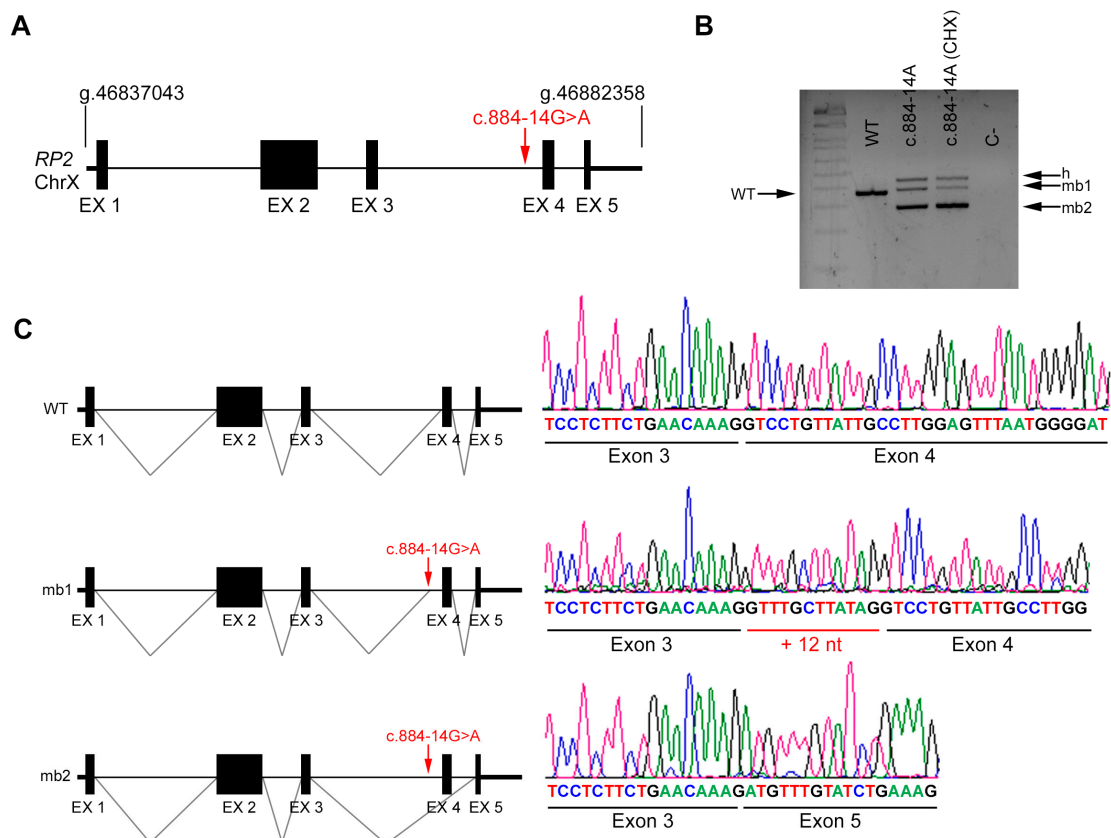 A
g.46837043
g.46882358
c.884-14G>A
RP2
ChrX
EX 1
EX 2
EX 3
EX 4
EX 5
B
WT
c.884-14A
c.884-14A (CHX)
C-
WT
h
mb1
mb2
C
WT
EX 1
EX 2
EX 3
EX 4
EX 5
TCCTCTTCTGAACAAAGGTCCTGTTATTGCCTTGGAGTTTAATGGGGAT
Exon 3
Exon 4
c.884-14G>A
mb1
EX 1
EX 2
EX 3
EX 4
EX 5
TCCTCTTCTGAACAAAGGTTTGCTTATAGGTCCTGTTATTGCCTTGG
Exon 3
+ 12 nt
Exon 4
c.884-14G>A
mb2
EX 1
EX 2
EX 3
EX 4
EX 5
TCCTCTTCTGAACAAAGATGTTTGTATCTGAAAG
Exon 3
Exon 5